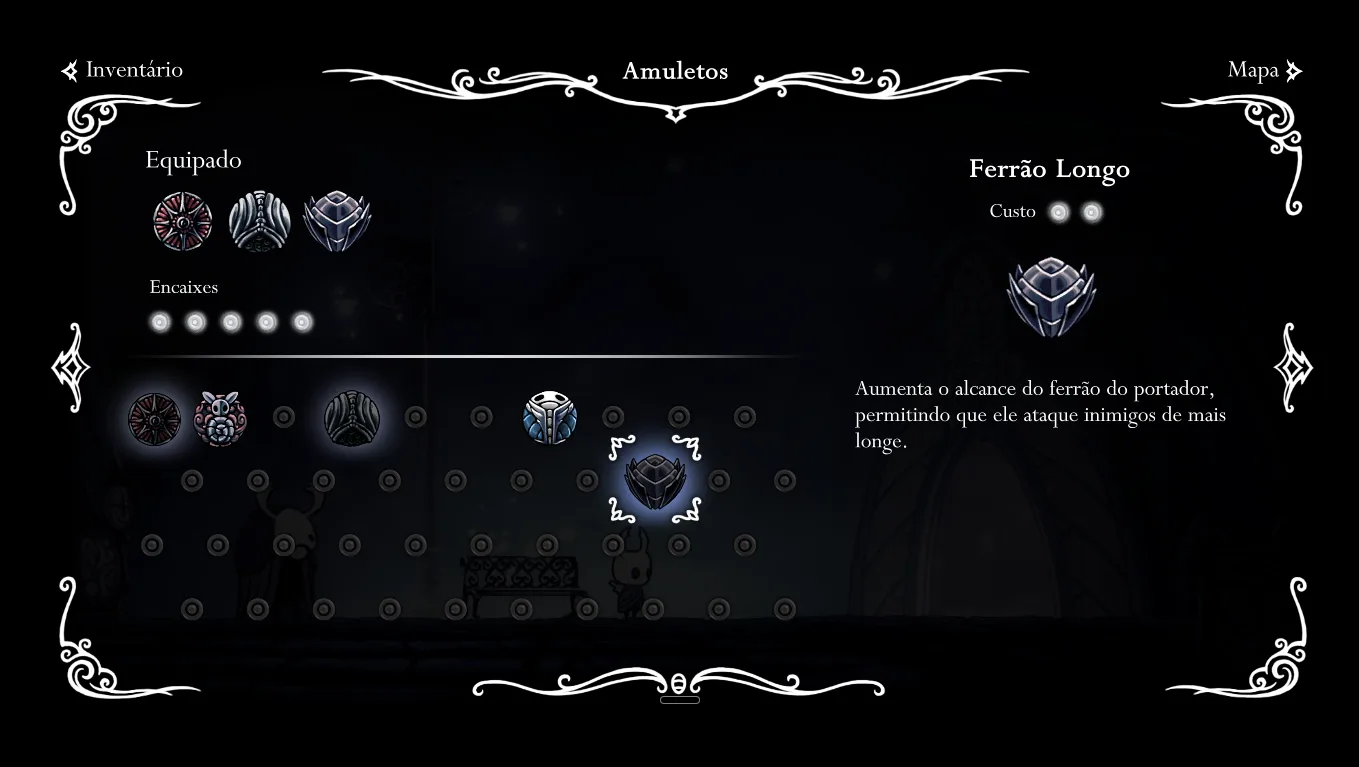 Inventário
Amuletos
Mapa
Equipado
Ferrão Longo
Custo
Encaixes
Aumenta o alcance do ferrão do portador,
permitindo que ele ataque inimigos de mais
longe.